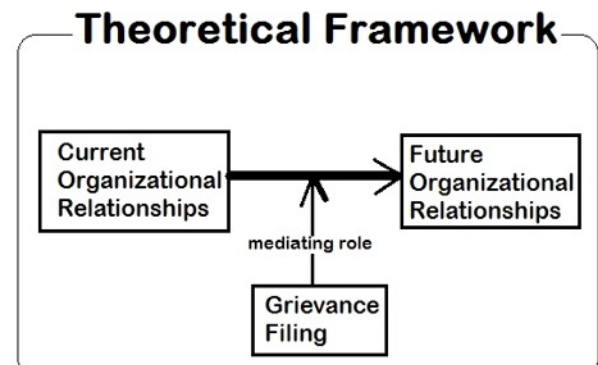 Theoretical Framework
Current
Organizational
Relationships
Future
Organizational
Relationships
mediating role
Grievance
Filing